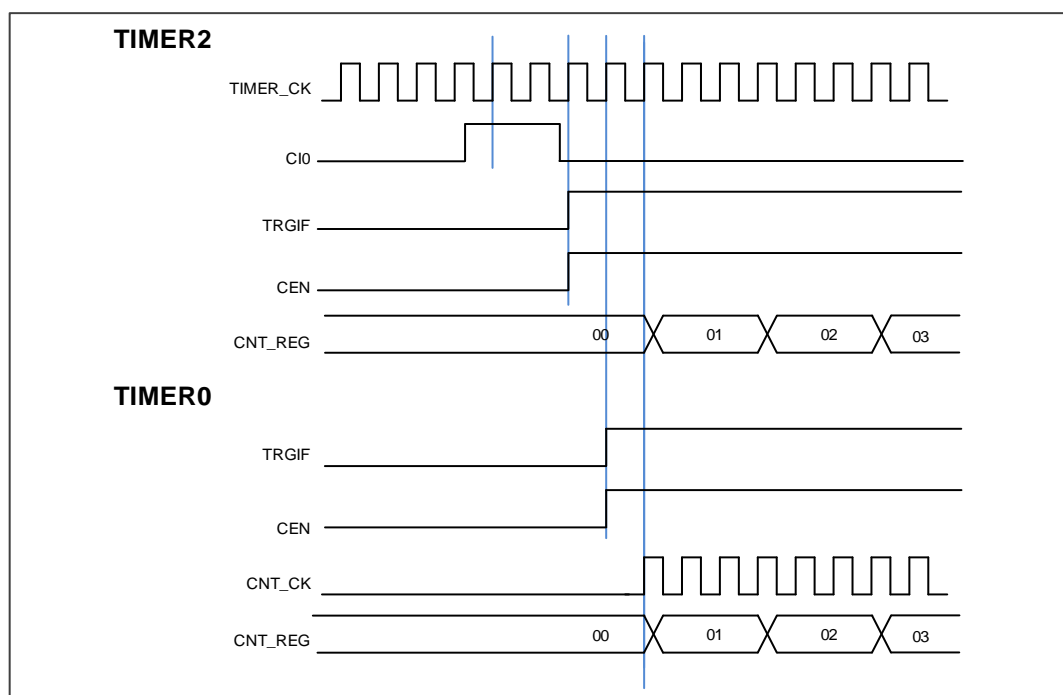 TIMER2
TIMER_CK
CI0
TRGIF
CEN
CNT_REG 00 01 02 03
TIMER0
TRGIF
CEN
CNT_CK
CNT_REG 00 01 02 03